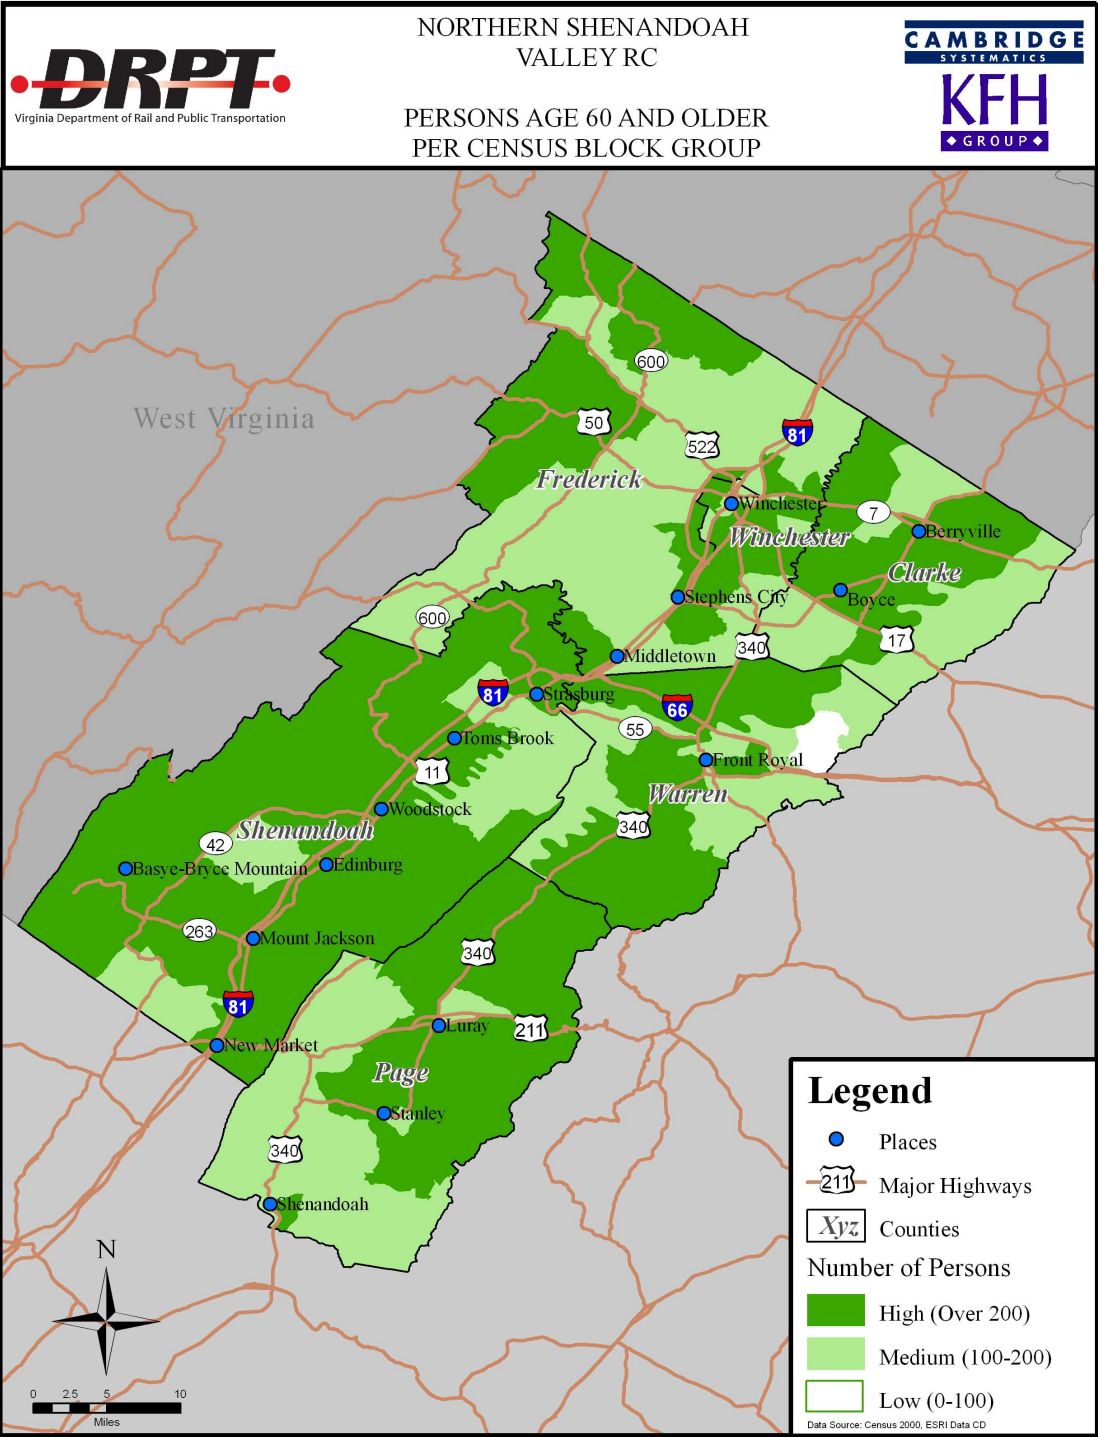 DRPT
Virginia Department of Rail and Public Transportation
NORTHERN SHENANDOAH
VALLEY RC
PERSONS AGE 60 AND OLDER
PER CENSUS BLOCK GROUP
CAMBRIDGE
SYSTEMATICS
KFH
GROUP
West Virginia
600
50
522
81
Frederick
Winchester
7
Winchester
Berryville
Clarke
Boyce
Stephens City
600
17
340
Middletown
81
Strasburg
66
55
Toms Brook
Front Royal
11
Warren
Woodstock
340
Shenandoah
42
Edinburg
Basye-Bryce Mountain
263
Mount Jackson
340
81
Luray
211
New Market
Page
Stanley
340
Shenandoah
N
0 2.5 5 10
Miles
Legend
Places
211 Major Highways
Xyz Counties
Number of Persons
High (Over 200)
Medium (100-200)
Low (0-100)
Data Source: Census 2000, ESRI Data CD